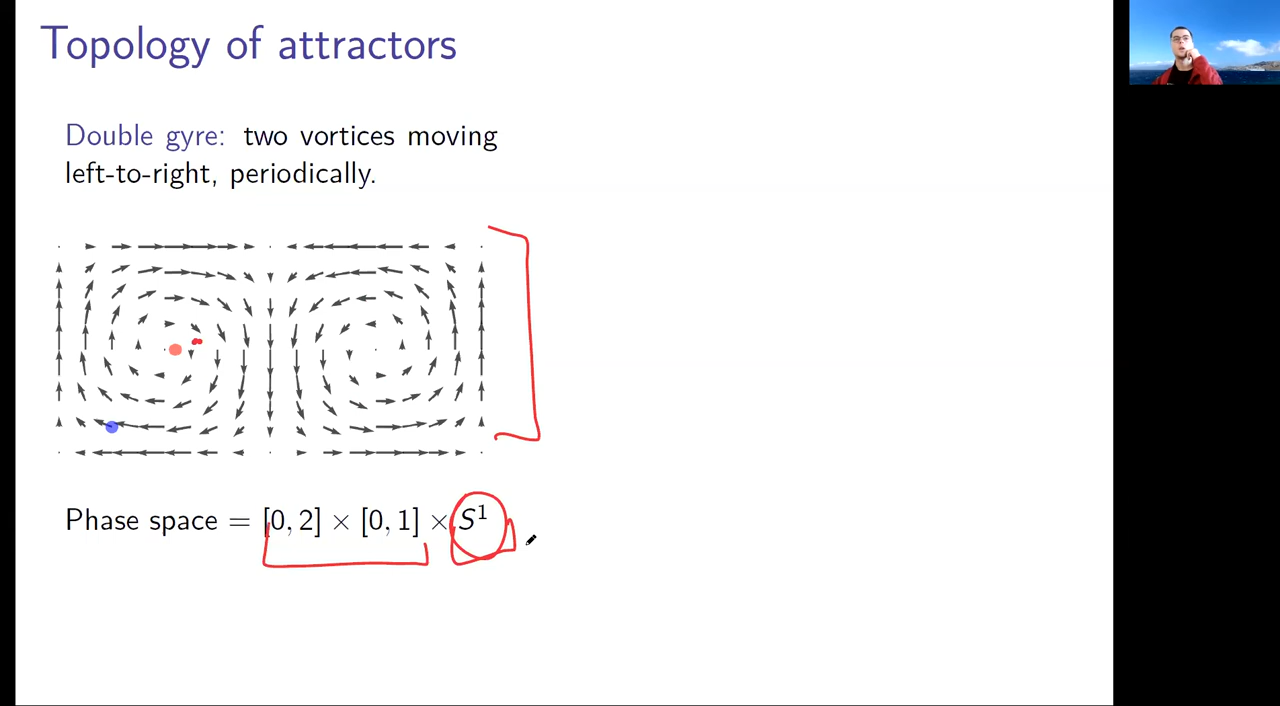 Topology of attractors
Double gyre: two vortices moving
left-to-right, periodically.
Phase space = [0, 2] × [0, 1] × S¹